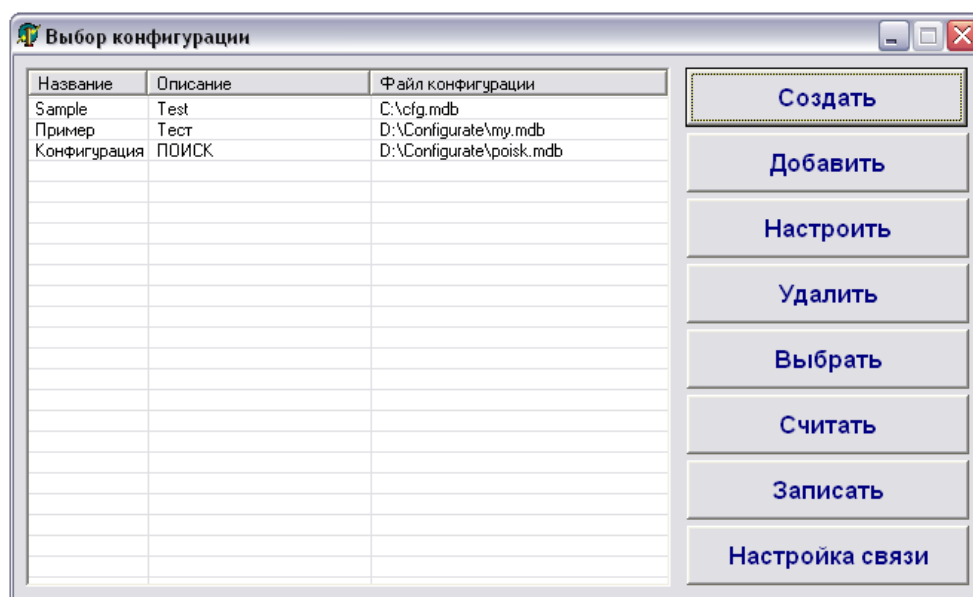 Выбор конфигурации
Название Описание Файл конфигурации
Sample Test C:\cfg.mdb
Пример Тест D:\Configurate\my.mdb
Конфигурация ПОИСК D:\Configurate\poisk.mdb
Создать
Добавить
Настроить
Удалить
Выбрать
Считать
Записать
Настройка связи